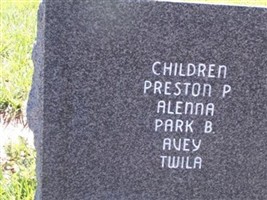 CHILDREN
PRESTON P.
ALENNA
PARK B.
AVEY
TWILA